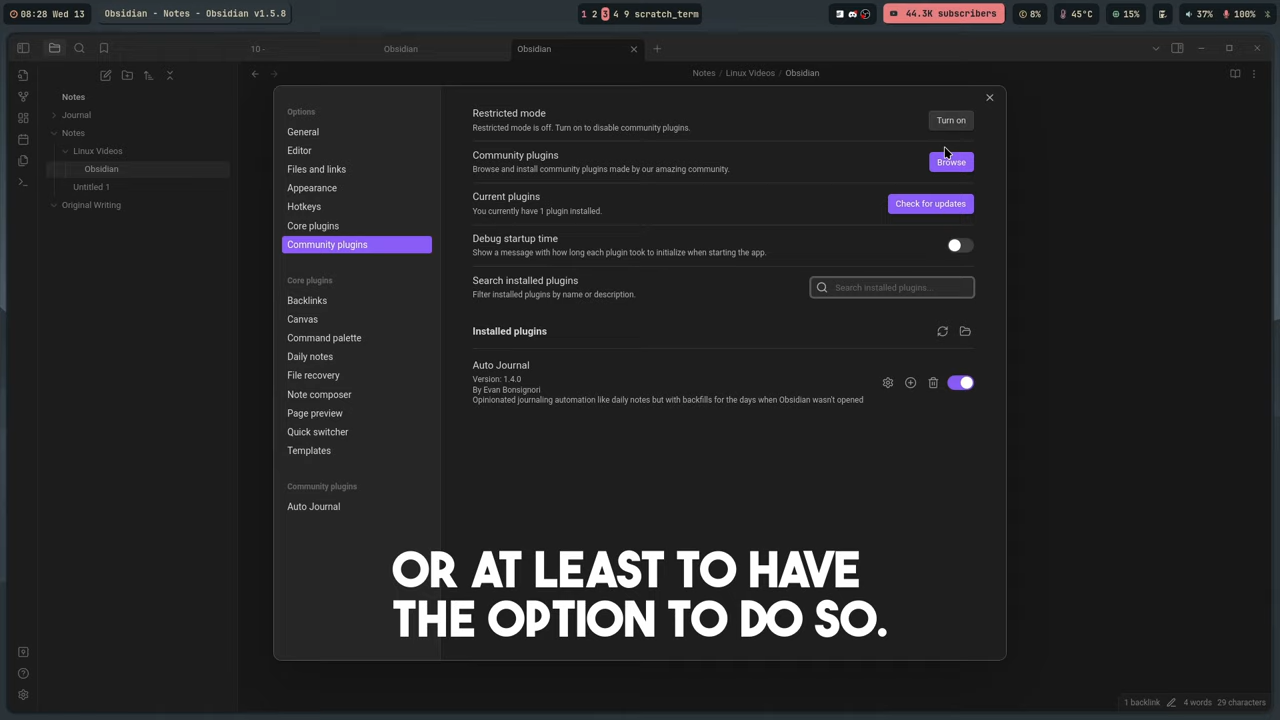 08:28 Wed 13
Obsidian - Notes - Obsidian v1.5.8
1 2 3 4 9 scratch_term
44.3K subscribers
8%
45°C
15%
37% 100%
10 -
Obsidian
Obsidian
Notes / Linux Videos / Obsidian
Notes
Journal
Notes
Linux Videos
Obsidian
Untitled 1
Original Writing
Options
General
Editor
Files and links
Appearance
Hotkeys
Core plugins
Community plugins
Core plugins
Backlinks
Canvas
Command palette
Daily notes
File recovery
Note composer
Page preview
Quick switcher
Templates
Community plugins
Auto Journal
Restricted mode
Restricted mode is off. Turn on to disable community plugins.
Turn on
Community plugins
Browse and install community plugins made by our amazing community.
Browse
Current plugins
You currently have 1 plugin installed.
Check for updates
Debug startup time
Show a message with how long each plugin took to initialize when starting the app.
Search installed plugins
Filter installed plugins by name or description.
Search installed plugins...
Installed plugins
Auto Journal
Version: 1.4.0
By Evan Bonsignori
Opinionated journaling automation like daily notes but with backfills for the days when Obsidian wasn't opened
OR AT LEAST TO HAVE
THE OPTION TO DO SO.
1 backlink
4 words 29 characters